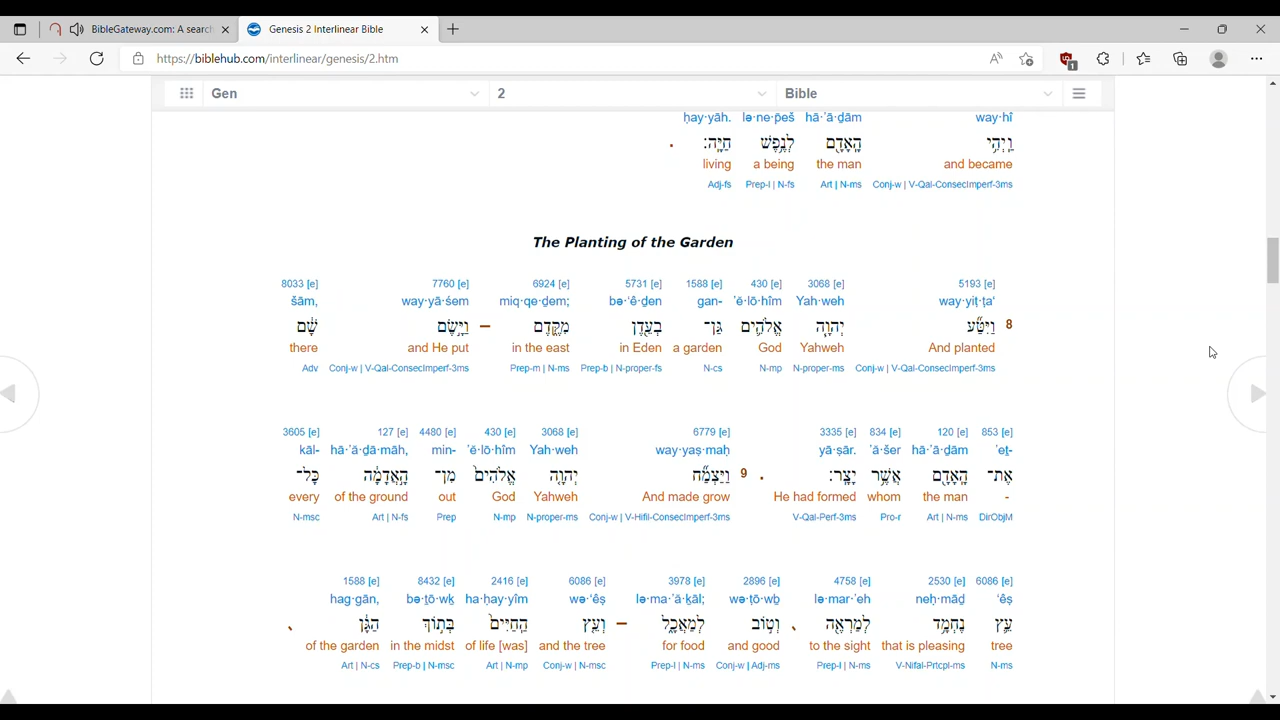 BibleGateway.com: A search
Genesis 2 Interlinear Bible
https://biblehub.com/interlinear/genesis/2.htm
1
Gen 2 Bible
way·hî hā·’ā·ḏām lə·ne·p̄eš ḥay·yāh.
וַֽיְהִ֥י הָֽאָדָ֖ם לְנֶ֥פֶשׁ חַיָּֽה׃ .
and became the man a being living
Conj-w | V-Qal-ConsecImperf-3ms Art | N-ms Prep-l | N-fs Adj-fs
The Planting of the Garden
5193 [e] 3068 [e] 430 [e] 1588 [e] 5731 [e] 6924 [e] 7760 [e] 8033 [e]
way·yiṭ·ṭa‘ Yah·weh ’ĕ·lō·hîm gan- bə·‘ê·ḏen miq·qe·ḏem; way·yā·śem šām,
8 וַיִּטַּ֞ע יְהוָ֧ה אֱלֹהִ֛ים גַּן־ בְעֵ֖דֶן מִקֶּ֑דֶם – וַיָּ֣שֶׂם שָׁ֔ם
And planted Yahweh God a garden in Eden in the east and He put there
Conj-w | V-Qal-ConsecImperf-3ms N-proper-ms N-mp N-cs Prep-b | N-proper-fs Prep-m | N-ms Conj-w | V-Qal-ConsecImperf-3ms Adv
853 [e] 120 [e] 834 [e] 3335 [e] 6779 [e] 3068 [e] 430 [e] 4480 [e] 127 [e] 3605 [e]
’eṯ- hā·’ā·ḏām ’ă·šer yā·ṣār. way·yaṣ·maḥ Yah·weh ’ĕ·lō·hîm min- hā·’ă·ḏā·māh, kāl-
אֶת־ הָֽאָדָ֖ם אֲשֶׁ֥ר יָצָֽר׃ . 9 וַיַּצְמַ֞ח יְהוָ֤ה אֱלֹהִים֙ מִן־ הָ֣אֲדָמָ֔ה כָּל־
- the man whom He had formed And made grow Yahweh God out of the ground every
DirObjM Art | N-ms Pro-r V-Qal-Perf-3ms Conj-w | V-Hifil-ConsecImperf-3ms N-proper-ms N-mp Prep Art | N-fs N-msc
6086 [e] 2530 [e] 4758 [e] 2896 [e] 3978 [e] 6086 [e] 2416 [e] 8432 [e] 1588 [e]
‘êṣ neḥ·māḏ lə·mar·’eh wə·ṭō·wḇ lə·ma·’ă·ḵāl; wə·‘êṣ ha·ḥay·yîm bə·ṯō·wḵ hag·gān,
עֵ֛ץ נֶחְמָ֥ד לְמַרְאֶ֖ה 、 וְט֣וֹב לְמַאֲכָ֑ל – וְעֵ֤ץ הַֽחַיִּים֙ בְּת֣וֹךְ הַגָּ֔ן 、
tree that is pleasing to the sight and good for food and the tree of life [was] in the midst of the garden
N-ms V-Nifal-Prtcpl-ms Prep-l | N-ms Conj-w | Adj-ms Prep-l | N-ms Conj-w | N-msc Art | N-mp Prep-b | N-msc Art | N-cs